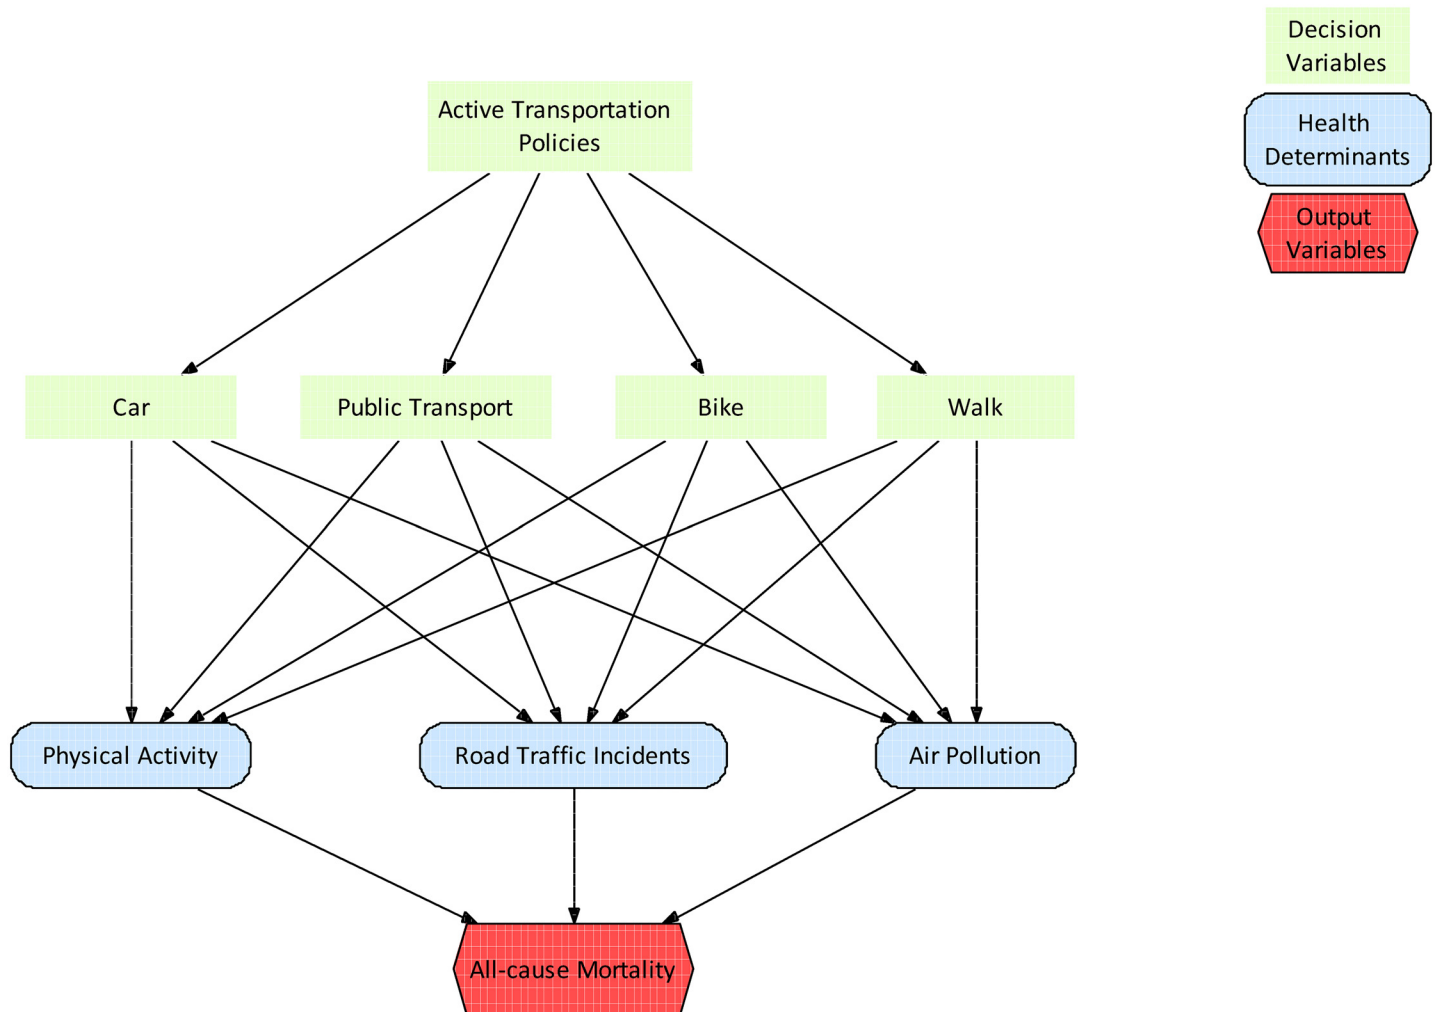 Decision
Variables
Health
Determinants
Output
Variables
Active Transportation
Policies
Car
Public Transport
Bike
Walk
Physical Activity
Road Traffic Incidents
Air Pollution
All-cause Mortality